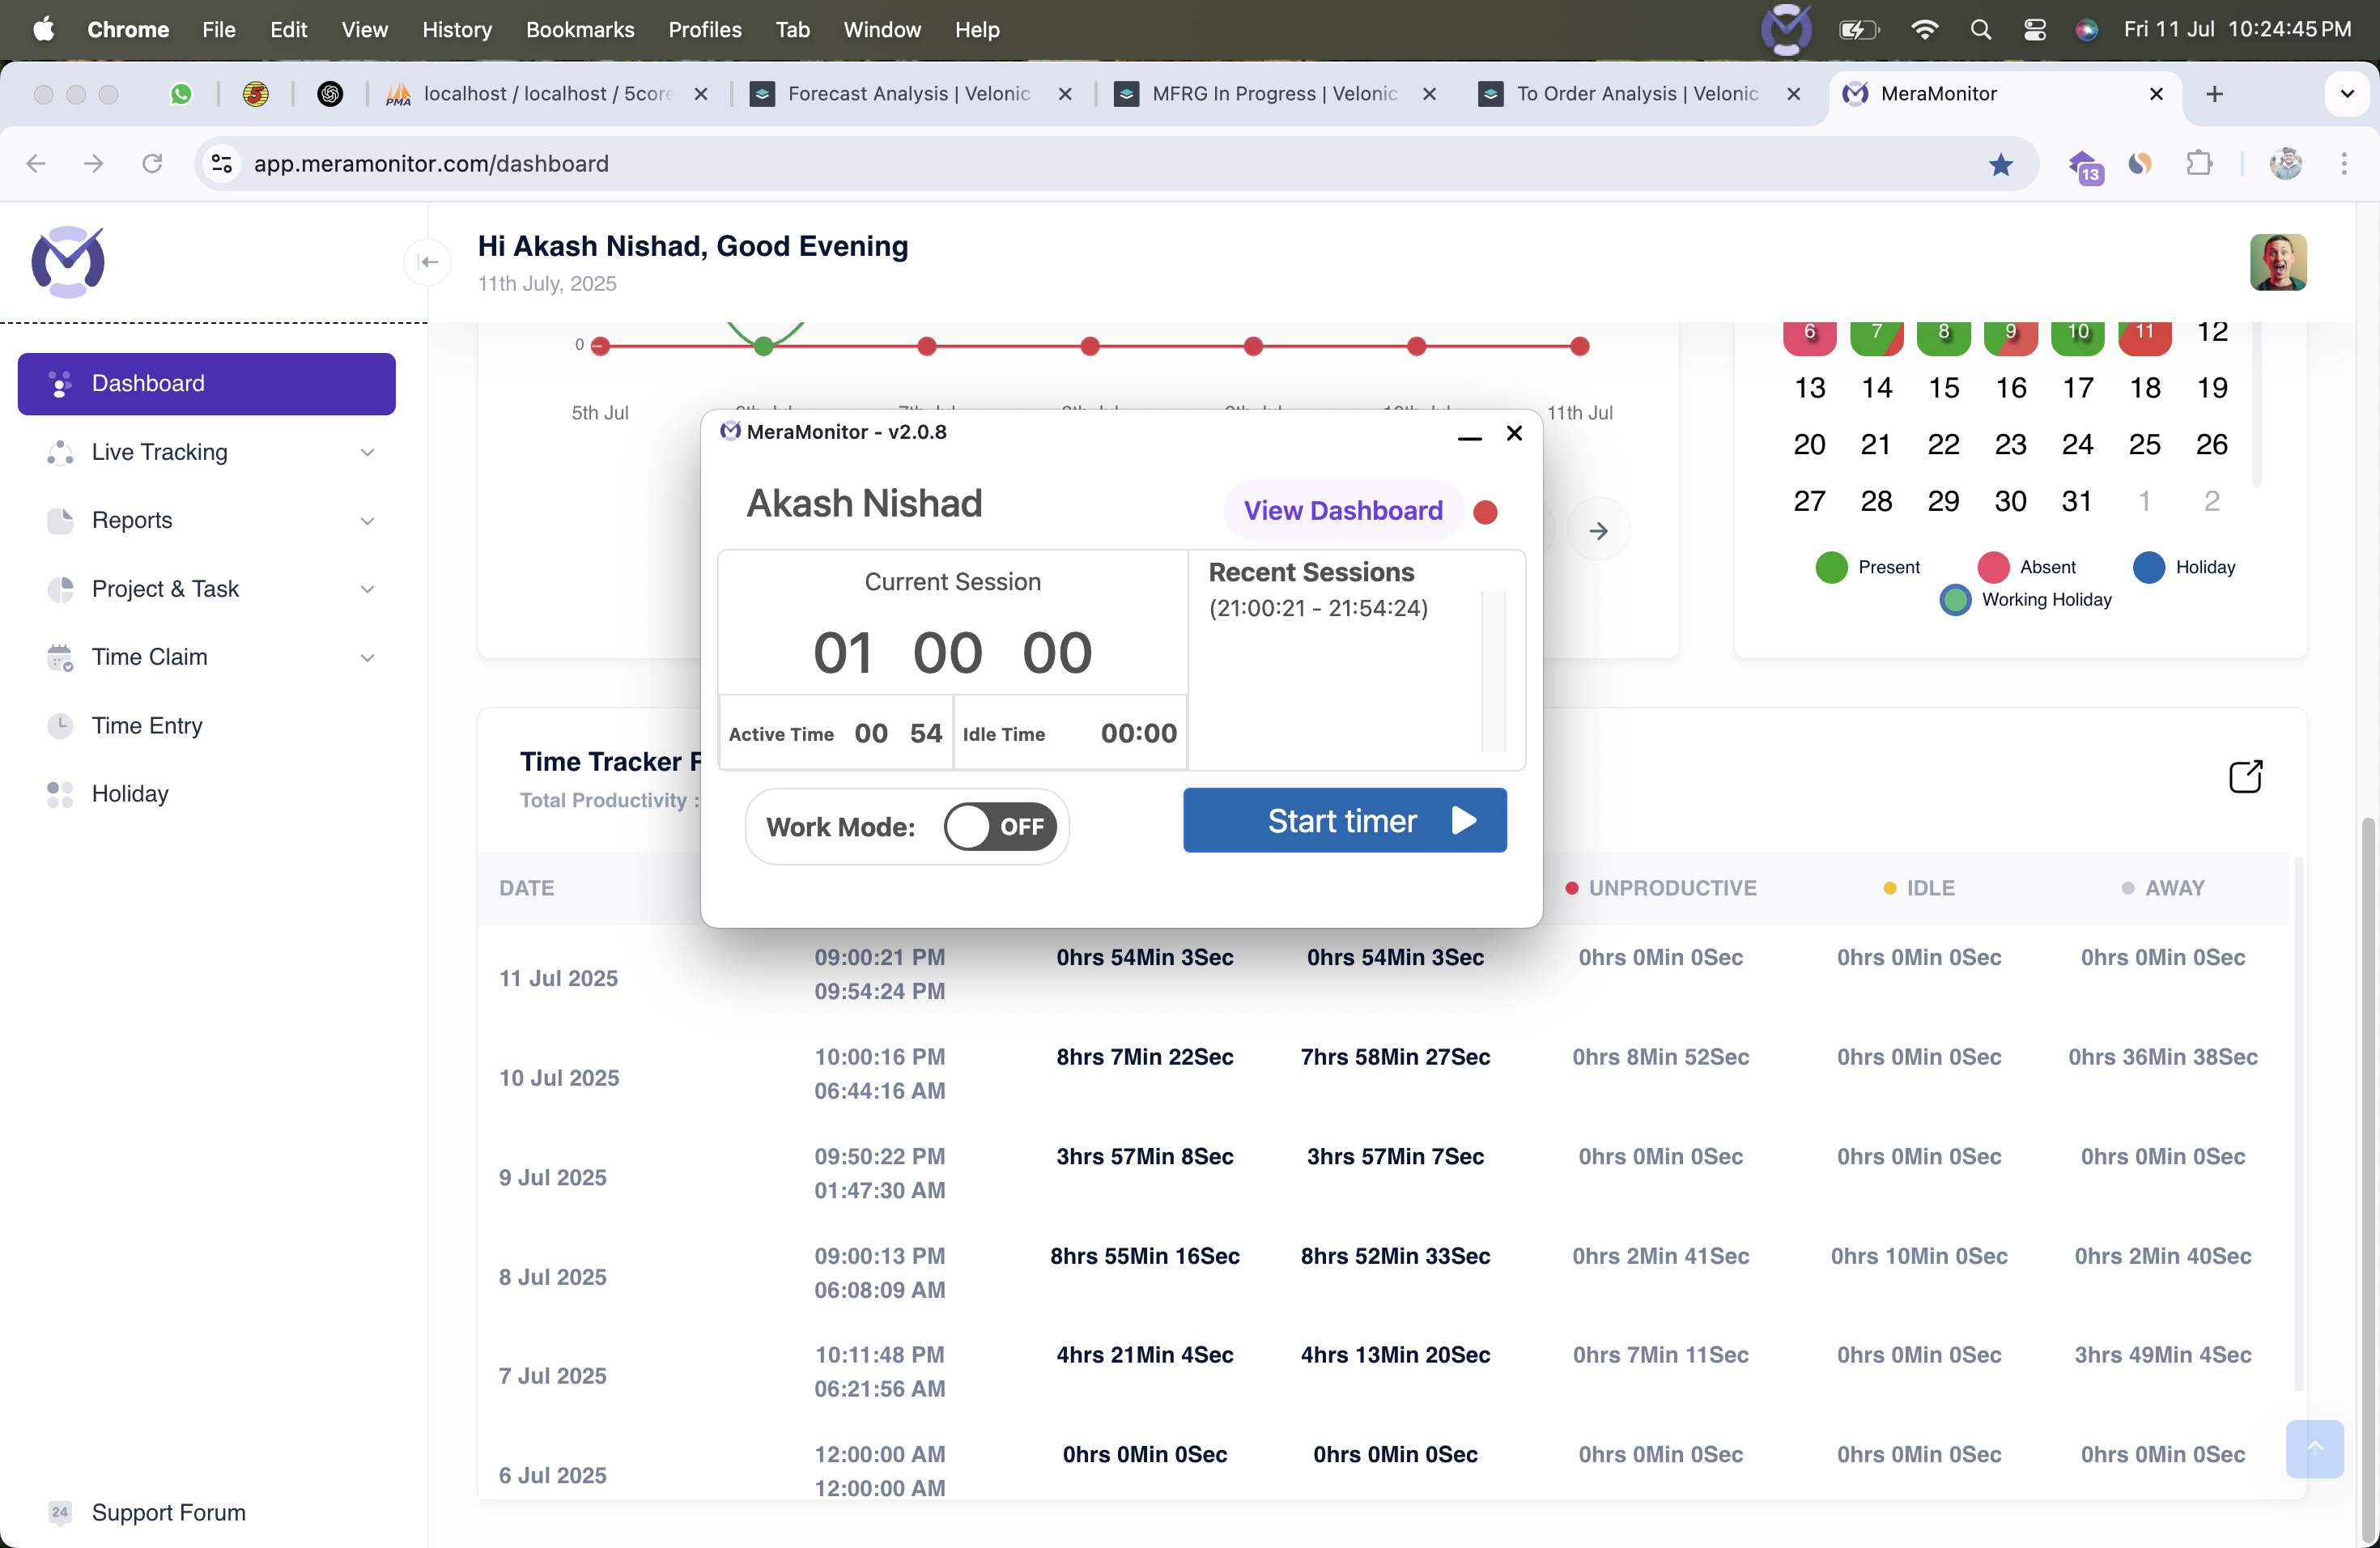 Chrome File Edit View History Bookmarks Profiles Tab Window Help Fri 11 Jul 10:24:45 PM
localhost / localhost / 5core
Forecast Analysis | Velonic
MFRG In Progress | Velonic
To Order Analysis | Velonic
MeraMonitor
app.meramonitor.com/dashboard
13
Hi Akash Nishad, Good Evening
11th July, 2025
Dashboard
Live Tracking
Reports
Project & Task
Time Claim
Time Entry
Holiday
24 Support Forum
0
5th Jul
11th Jul
6 7 8 9 10 11 12
13 14 15 16 17 18 19
20 21 22 23 24 25 26
27 28 29 30 31 1 2
Present Absent Holiday
Working Holiday
MeraMonitor - v2.0.8
Akash Nishad
View Dashboard
Current Session
01 00 00
Active Time 00 54
Idle Time 00:00
Recent Sessions
(21:00:21 - 21:54:24)
Work Mode: OFF
Start timer
Time Tracker
Total Productivity :
DATE UNPRODUCTIVE IDLE AWAY
11 Jul 2025
09:00:21 PM
09:54:24 PM
0hrs 54Min 3Sec 0hrs 54Min 3Sec 0hrs 0Min 0Sec 0hrs 0Min 0Sec 0hrs 0Min 0Sec
10 Jul 2025
10:00:16 PM
06:44:16 AM
8hrs 7Min 22Sec 7hrs 58Min 27Sec 0hrs 8Min 52Sec 0hrs 0Min 0Sec 0hrs 36Min 38Sec
9 Jul 2025
09:50:22 PM
01:47:30 AM
3hrs 57Min 8Sec 3hrs 57Min 7Sec 0hrs 0Min 0Sec 0hrs 0Min 0Sec 0hrs 0Min 0Sec
8 Jul 2025
09:00:13 PM
06:08:09 AM
8hrs 55Min 16Sec 8hrs 52Min 33Sec 0hrs 2Min 41Sec 0hrs 10Min 0Sec 0hrs 2Min 40Sec
7 Jul 2025
10:11:48 PM
06:21:56 AM
4hrs 21Min 4Sec 4hrs 13Min 20Sec 0hrs 7Min 11Sec 0hrs 0Min 0Sec 3hrs 49Min 4Sec
6 Jul 2025
12:00:00 AM
12:00:00 AM
0hrs 0Min 0Sec 0hrs 0Min 0Sec 0hrs 0Min 0Sec 0hrs 0Min 0Sec 0hrs 0Min 0Sec